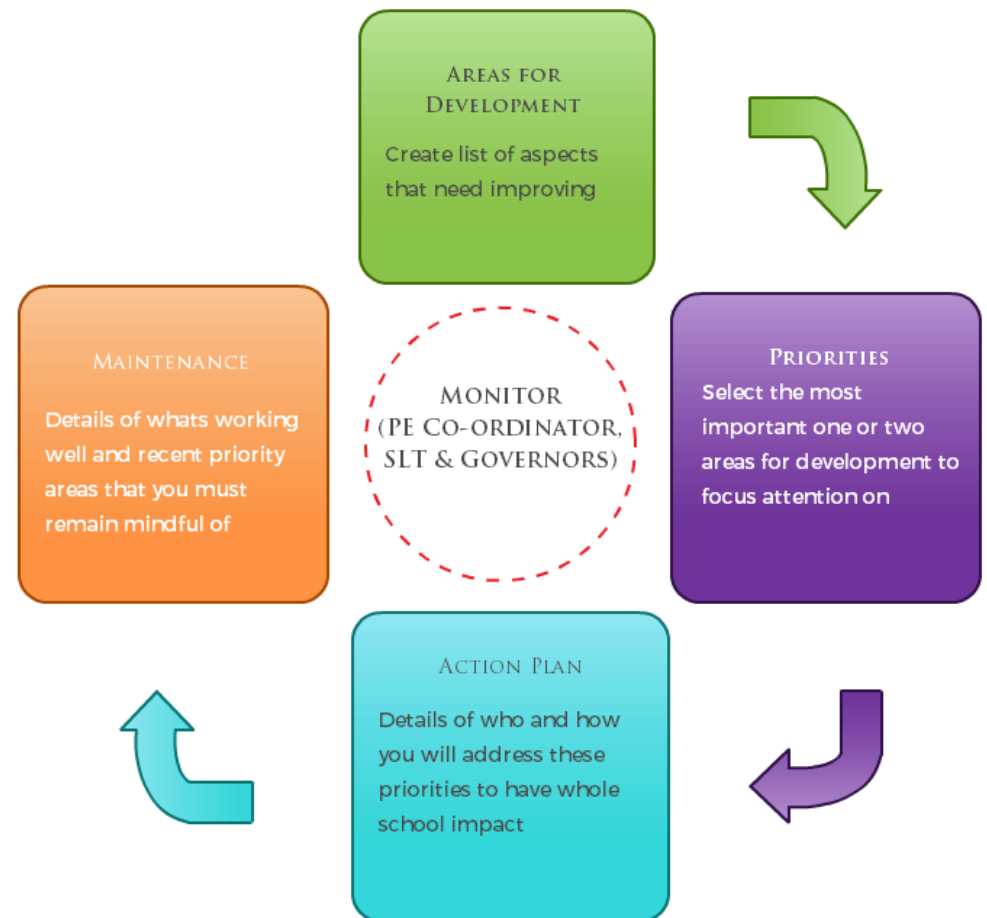 Areas for
Development
Create list of aspects
that need improving
Priorities
Select the most
important one or two
areas for development to
focus attention on
Action Plan
Details of who and how
you will address these
priorities to have whole
school impact
Maintenance
Details of whats working
well and recent priority
areas that you must
remain mindful of
Monitor
(PE Co-ordinator,
SLT & Governors)